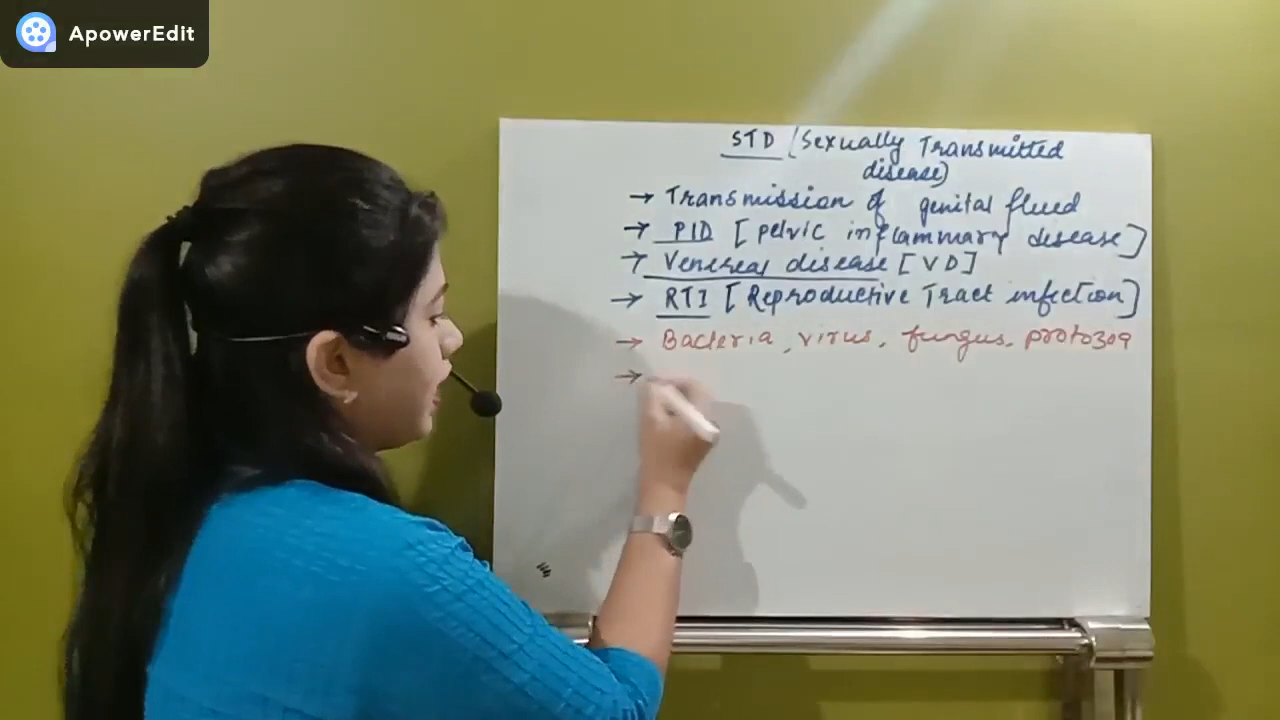 ApowerEdit
STD (Sexually Transmitted
disease)
→ Transmission of genital flued
→ PID [pelvic inflammary disease]
→ Venereal disease [VD]
→ RTI [Reproductive Tract infection]
→ Bacteria, virus, fungus, protozoa
→